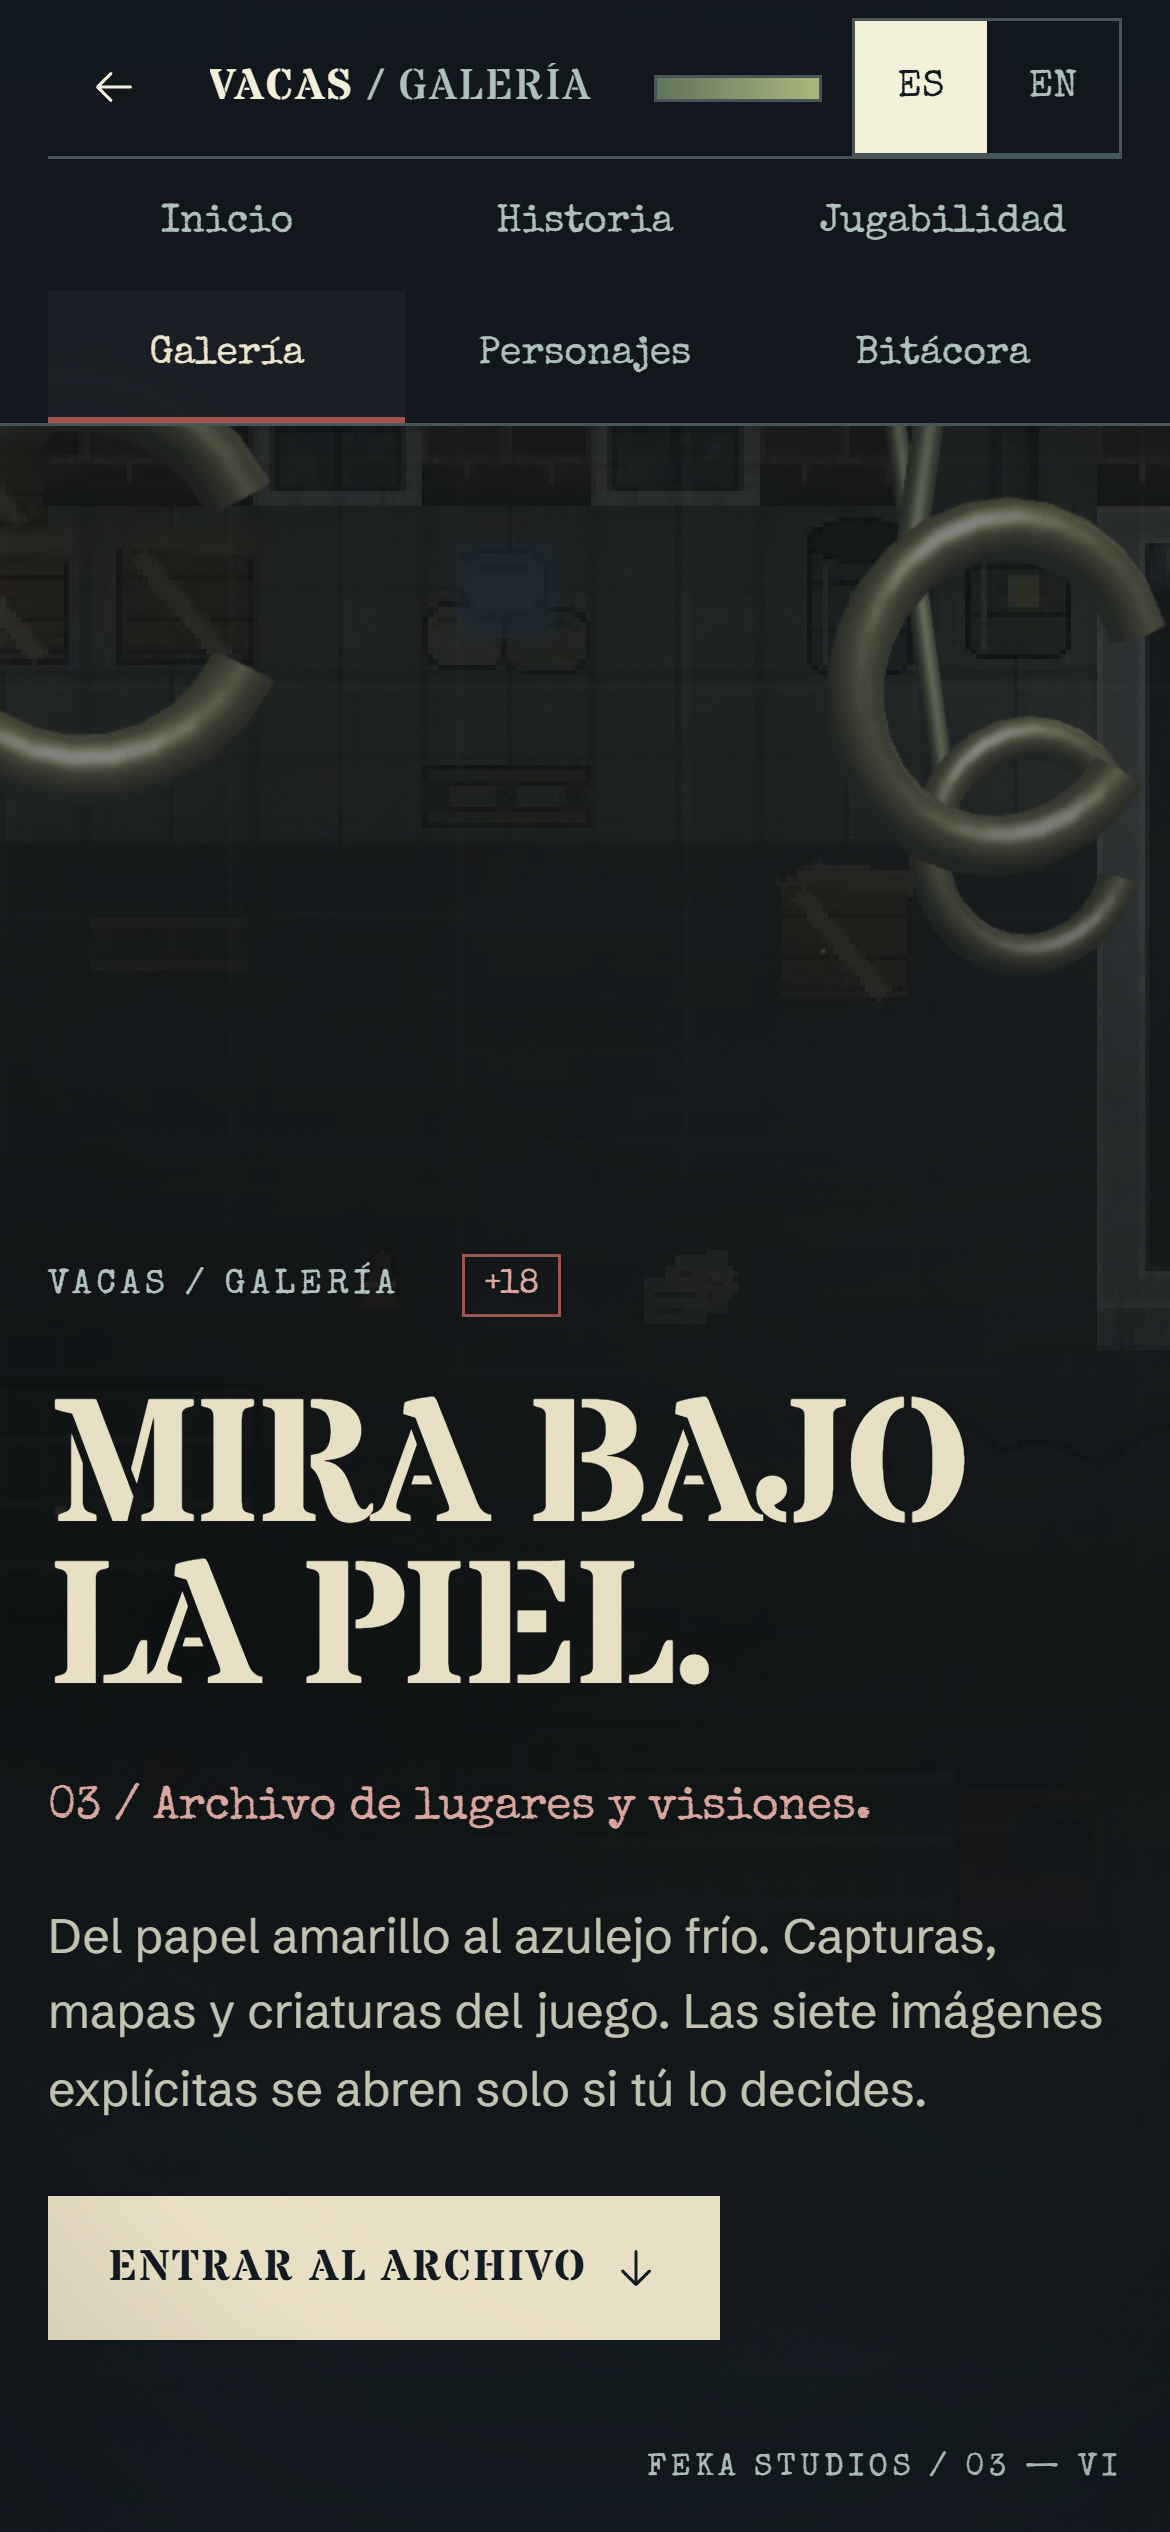 VACAS / GALERÍA
ES EN
Inicio Historia Jugabilidad
Galería Personajes Bitácora
VACAS / GALERÍA +18
MIRA BAJO
LA PIEL.
03 / Archivo de lugares y visiones.
Del papel amarillo al azulejo frío. Capturas,
mapas y criaturas del juego. Las siete imágenes
explícitas se abren solo si tú lo decides.
ENTRAR AL ARCHIVO ↓
FEKA STUDIOS / 03 — VI